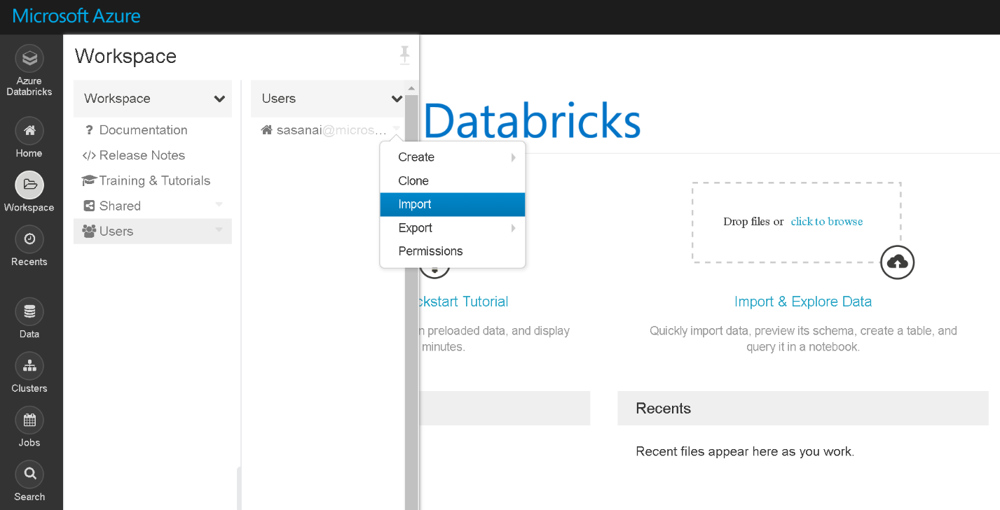 Microsoft Azure
Azure
Databricks
Home
Workspace
Recents
Data
Clusters
Jobs
Search
Workspace
Workspace
? Documentation
</> Release Notes
Training & Tutorials
Shared
Users
Users
sasanai@micros...
Create
Clone
Import
Export
Permissions
Databricks
Drop files or click to browse
Tutorial
preloaded data, and display
minutes.
Import & Explore Data
Quickly import data, preview its schema, create a table, and
query it in a notebook.
Recents
Recent files appear here as you work.